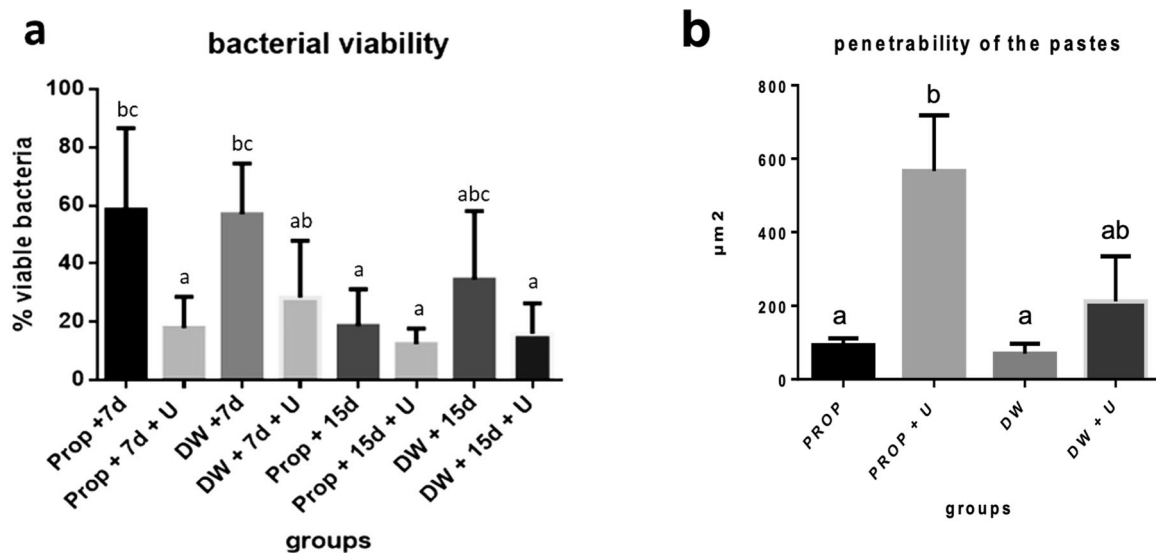 a
bacterial viability
% viable bacteria
100
80
60
40
20
0
bc
a
bc
ab
a
a
abc
a
Prop +7d
Prop + 7d + U
DW +7d
DW + 7d + U
Prop + 15d
Prop + 15d + U
DW + 15d
DW + 15d + U
groups
b
penetrability of the pastes
µm2
800
600
400
200
0
a
b
a
ab
PROP
PROP + U
DW
DW + U
groups